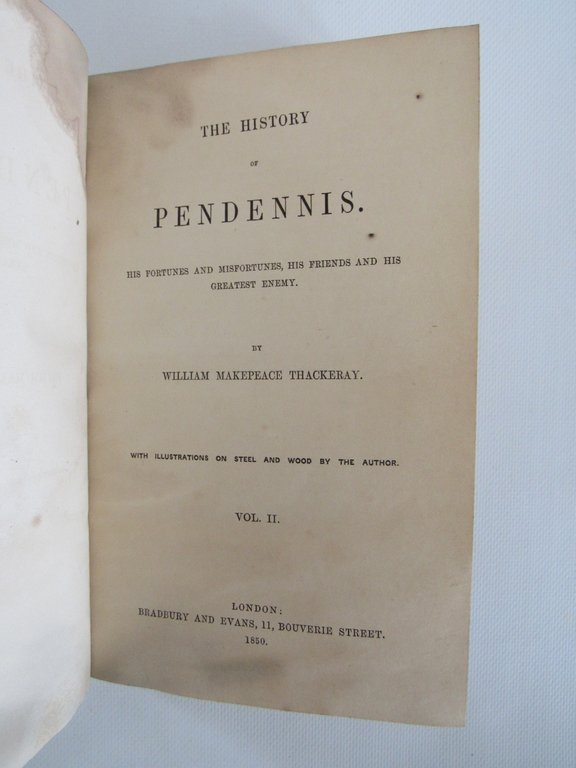 THE HISTORY
OF
PENDENNIS.
HIS FORTUNES AND MISFORTUNES, HIS FRIENDS AND HIS
GREATEST ENEMY.
BY
WILLIAM MAKEPEACE THACKERAY.
WITH ILLUSTRATIONS ON STEEL AND WOOD BY THE AUTHOR.
VOL. II.
LONDON:
BRADBURY AND EVANS, 11, BOUVERIE STREET.
1850.